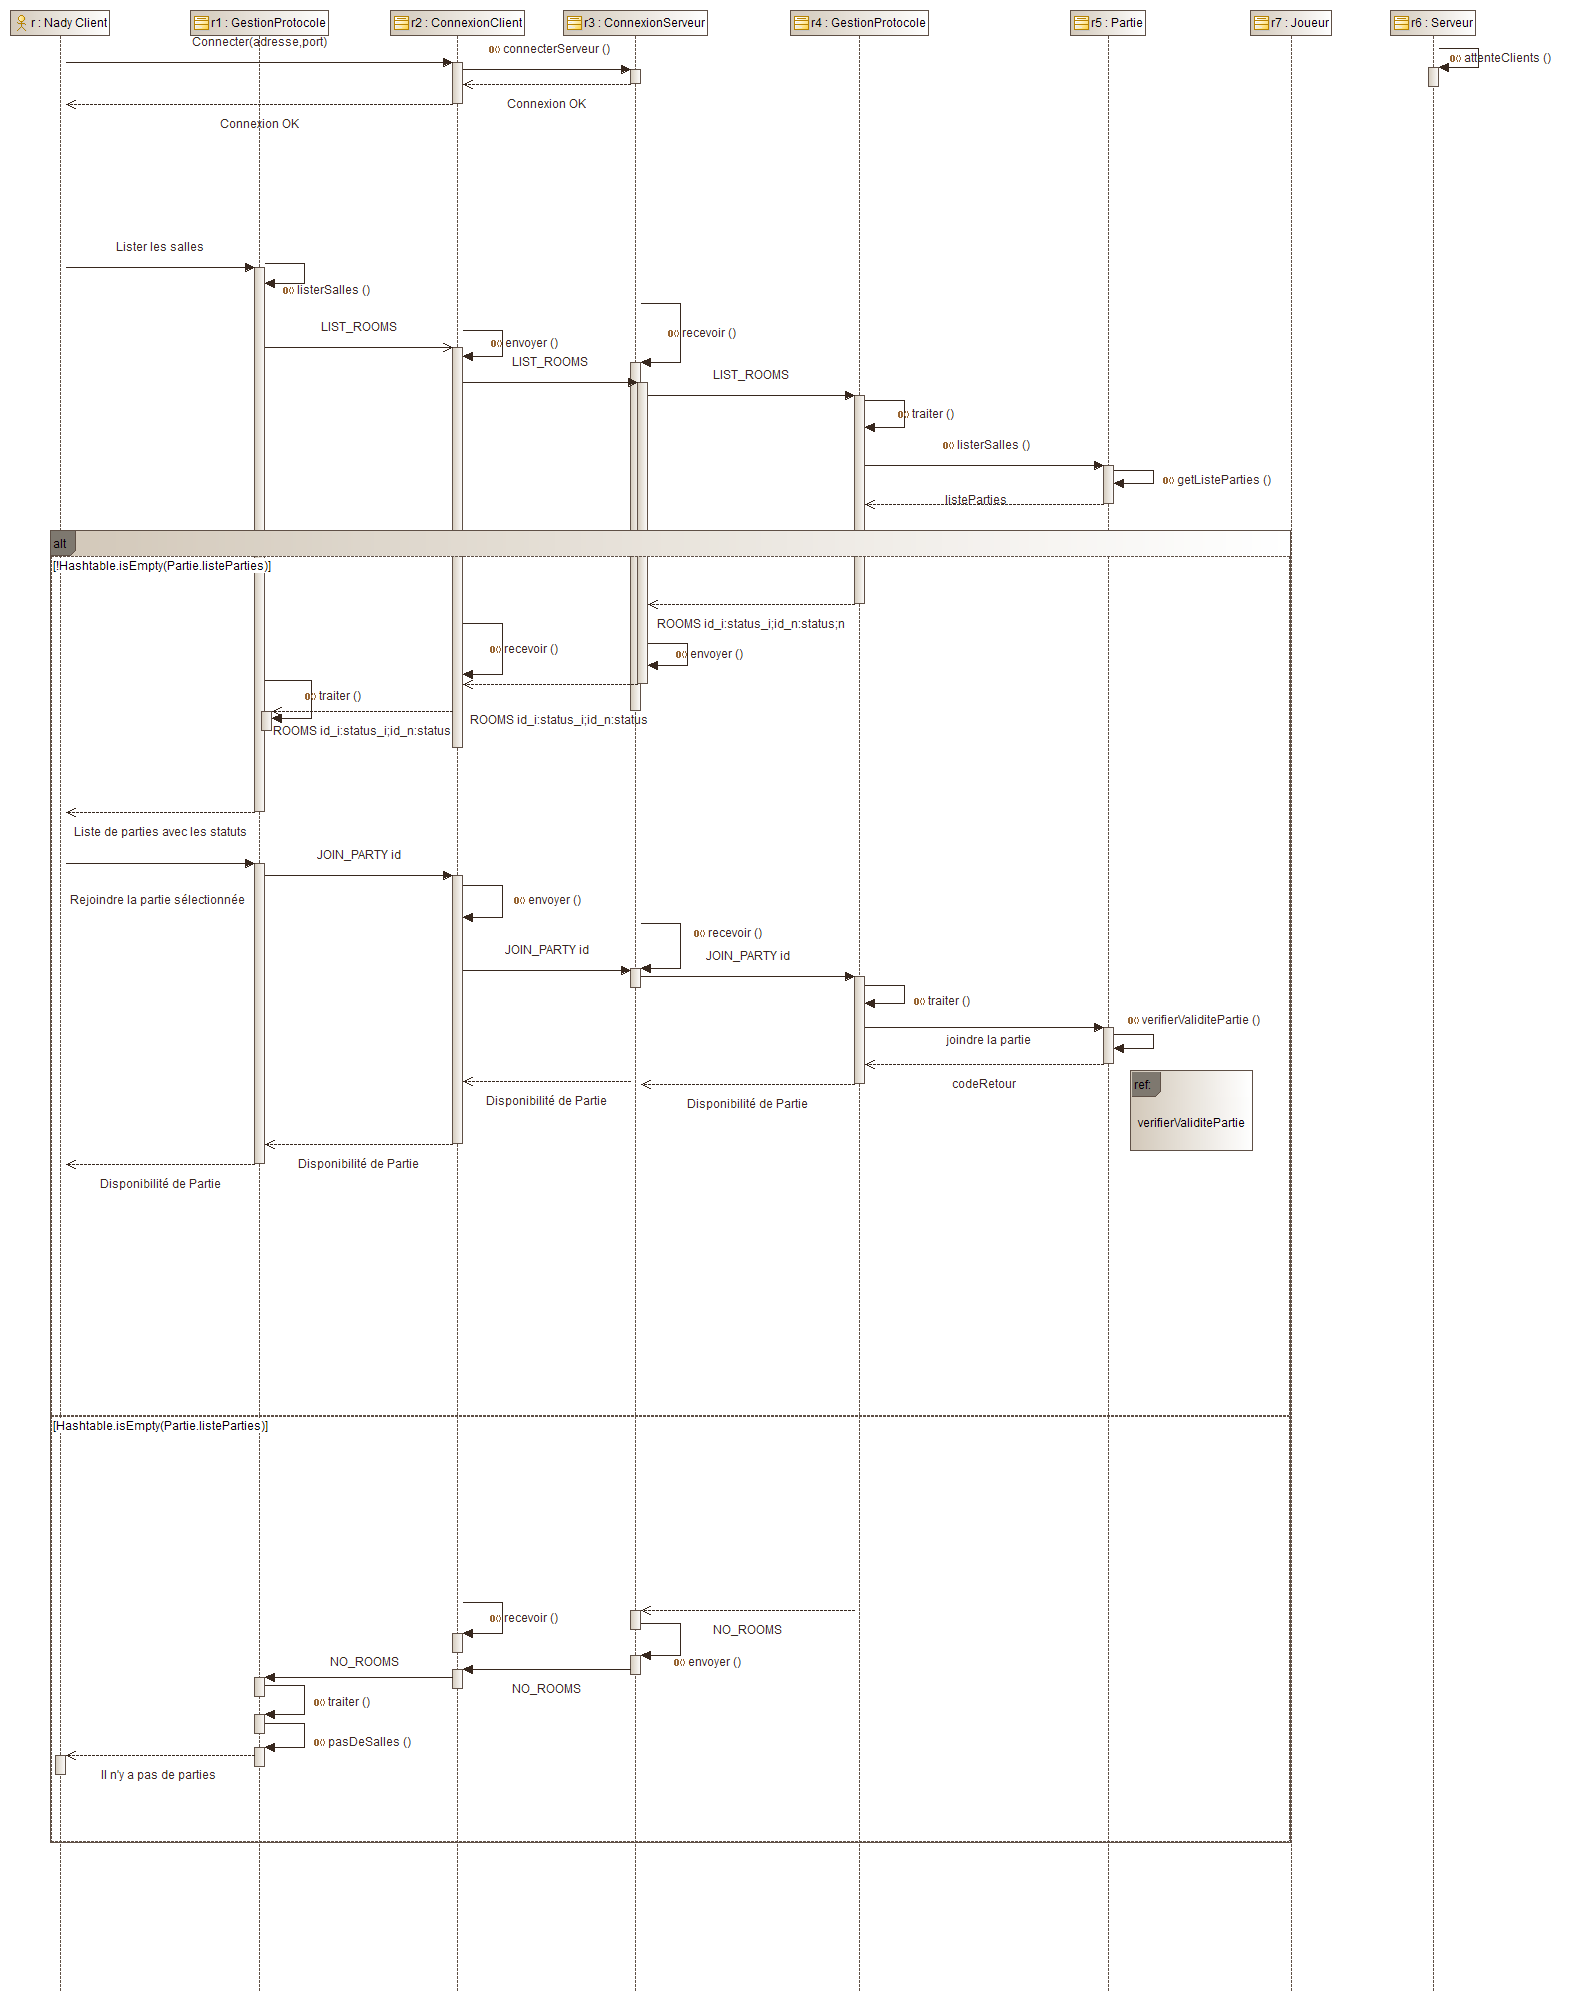 r : Nady Client
r1 : GestionProtocole
r2 : ConnexionClient
r3 : ConnexionServeur
r4 : GestionProtocole
r5 : Partie
r7 : Joueur
r6 : Serveur
Connecter(adresse,port)
connecterServeur ()
attenteClients ()
Connexion OK
Connexion OK
Lister les salles
listerSalles ()
LIST_ROOMS
recevoir ()
envoyer ()
LIST_ROOMS
LIST_ROOMS
traiter ()
listerSalles ()
getListeParties ()
listeParties
alt
[!Hashtable.isEmpty(Partie.listeParties)]
ROOMS id_i:status_i;id_n:status;n
recevoir ()
envoyer ()
traiter ()
ROOMS id_i:status_i;id_n:status
ROOMS id_i:status_i;id_n:status
Liste de parties avec les statuts
JOIN_PARTY id
Rejoindre la partie sélectionnée
envoyer ()
recevoir ()
JOIN_PARTY id
JOIN_PARTY id
traiter ()
verifierValiditePartie ()
joindre la partie
codeRetour
ref:
Disponibilité de Partie
Disponibilité de Partie
verifierValiditePartie
Disponibilité de Partie
Disponibilité de Partie
[Hashtable.isEmpty(Partie.listeParties)]
recevoir ()
NO_ROOMS
NO_ROOMS
envoyer ()
NO_ROOMS
traiter ()
pasDeSalles ()
Il n'y a pas de parties